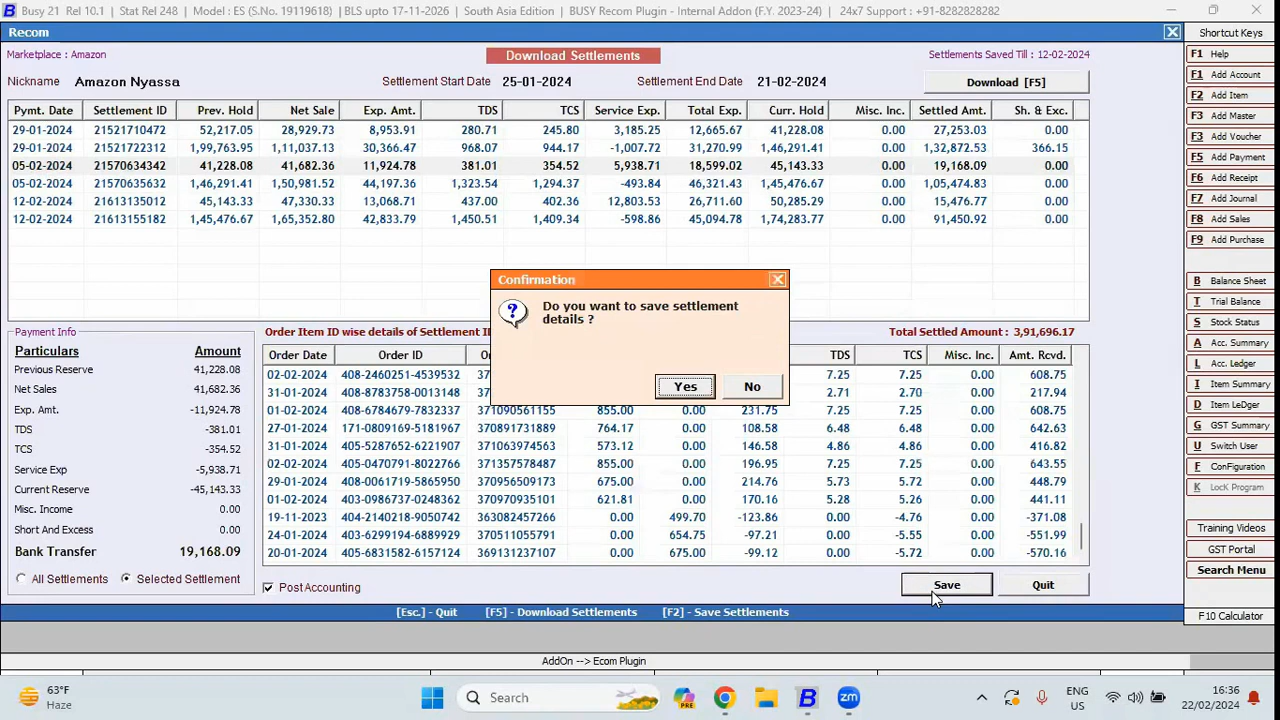 Busy 21 Rel 10.1 | Stat Rel 248 | Model : ES (S.No. 19119618) |BLS upto 17-11-2026 | South Asia Edition | BUSY Recom Plugin - Internal Addon (F.Y. 2023-24) | 24x7 Support : +91-8282828282
Recom
Marketplace : Amazon Download Settlements Settlements Saved Till : 12-02-2024
Nickname Amazon Nyassa Settlement Start Date 25-01-2024 Settlement End Date 21-02-2024 Download [F5]
Pymt. Date Settlement ID Prev. Hold Net Sale Exp. Amt. TDS TCS Service Exp. Total Exp. Curr. Hold Misc. Inc. Settled Amt. Sh. & Exc.
29-01-2024 21521710472 52,217.05 28,929.73 8,953.91 280.71 245.80 3,185.25 12,665.67 41,228.08 0.00 27,253.03 0.00
29-01-2024 21521722312 1,99,763.95 1,11,037.13 30,366.47 968.07 944.17 -1,007.72 31,270.99 1,46,291.41 0.00 1,32,872.53 366.15
05-02-2024 21570634342 41,228.08 41,682.36 11,924.78 381.01 354.52 5,938.71 18,599.02 45,143.33 0.00 19,168.09 0.00
05-02-2024 21570635632 1,46,291.41 1,50,981.52 44,197.36 1,323.54 1,294.37 -493.84 46,321.43 1,45,476.67 0.00 1,05,474.83 0.00
12-02-2024 21613135012 45,143.33 47,330.33 13,068.71 437.00 402.36 12,803.53 26,711.60 50,285.29 0.00 15,476.77 0.00
12-02-2024 21613155182 1,45,476.67 1,65,352.80 42,833.79 1,450.51 1,409.34 -598.86 45,094.78 1,74,283.77 0.00 91,450.92 0.00
Confirmation
Do you want to save settlement
details ?
Yes No
Payment Info
Particulars Amount
Previous Reserve 41,228.08
Net Sales 41,682.36
Exp. Amt. -11,924.78
TDS -381.01
TCS -354.52
Service Exp -5,938.71
Current Reserve -45,143.33
Misc. Income 0.00
Short And Excess 0.00
Bank Transfer 19,168.09
All Settlements Selected Settlement
Order Item ID wise details of Settlement I Total Settled Amount : 3,91,696.17
Order Date Order ID TDS TCS Misc. Inc. Amt. Rcvd.
02-02-2024 408-2460251-4539532 7.25 7.25 0.00 608.75
31-01-2024 408-8783758-0013148 2.71 2.70 0.00 217.94
01-02-2024 408-6784679-7832337 371090561155 855.00 0.00 231.75 7.25 7.25 0.00 608.75
27-01-2024 171-0809169-5181967 370891731889 764.17 0.00 108.58 6.48 6.48 0.00 642.63
31-01-2024 405-5287652-6221907 371063974563 573.12 0.00 146.58 4.86 4.86 0.00 416.82
02-02-2024 405-0470791-8022766 371357578487 855.00 0.00 196.95 7.25 7.25 0.00 643.55
29-01-2024 408-0061719-5865950 370956509173 675.00 0.00 214.76 5.73 5.72 0.00 448.79
01-02-2024 403-0986737-0248362 370970935101 621.81 0.00 170.16 5.28 5.26 0.00 441.11
19-11-2023 404-2140218-9050742 363082457266 0.00 499.70 -123.86 0.00 -4.76 0.00 -371.08
24-01-2024 403-6299194-6889929 370511055791 0.00 654.75 -97.21 0.00 -5.55 0.00 -551.99
20-01-2024 405-6831582-6157124 369131237107 0.00 675.00 -99.12 0.00 -5.72 0.00 -570.16
Post Accounting Save Quit
[Esc.] - Quit [F5] - Download Settlements [F2] - Save Settlements
AddOn --> Ecom Plugin
Shortcut Keys
F1 Help
F1 Add Account
F2 Add Item
F3 Add Master
F3 Add Voucher
F5 Add Payment
F6 Add Receipt
F7 Add Journal
F8 Add Sales
F9 Add Purchase
B Balance Sheet
T Trial Balance
S Stock Status
A Acc. Summary
L Acc. Ledger
I Item Summary
D Item LeDger
G GST Summary
U Switch User
F ConFiguration
K LocK Program
Training Videos
GST Portal
Search Menu
F10 Calculator
63°F
Haze
Search
PRE
zm
ENG
US
16:36
22/02/2024